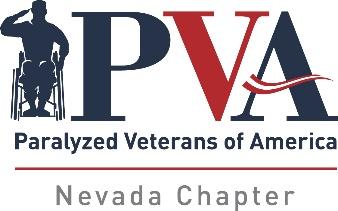 PVA
Paralyzed Veterans of America
Nevada Chapter